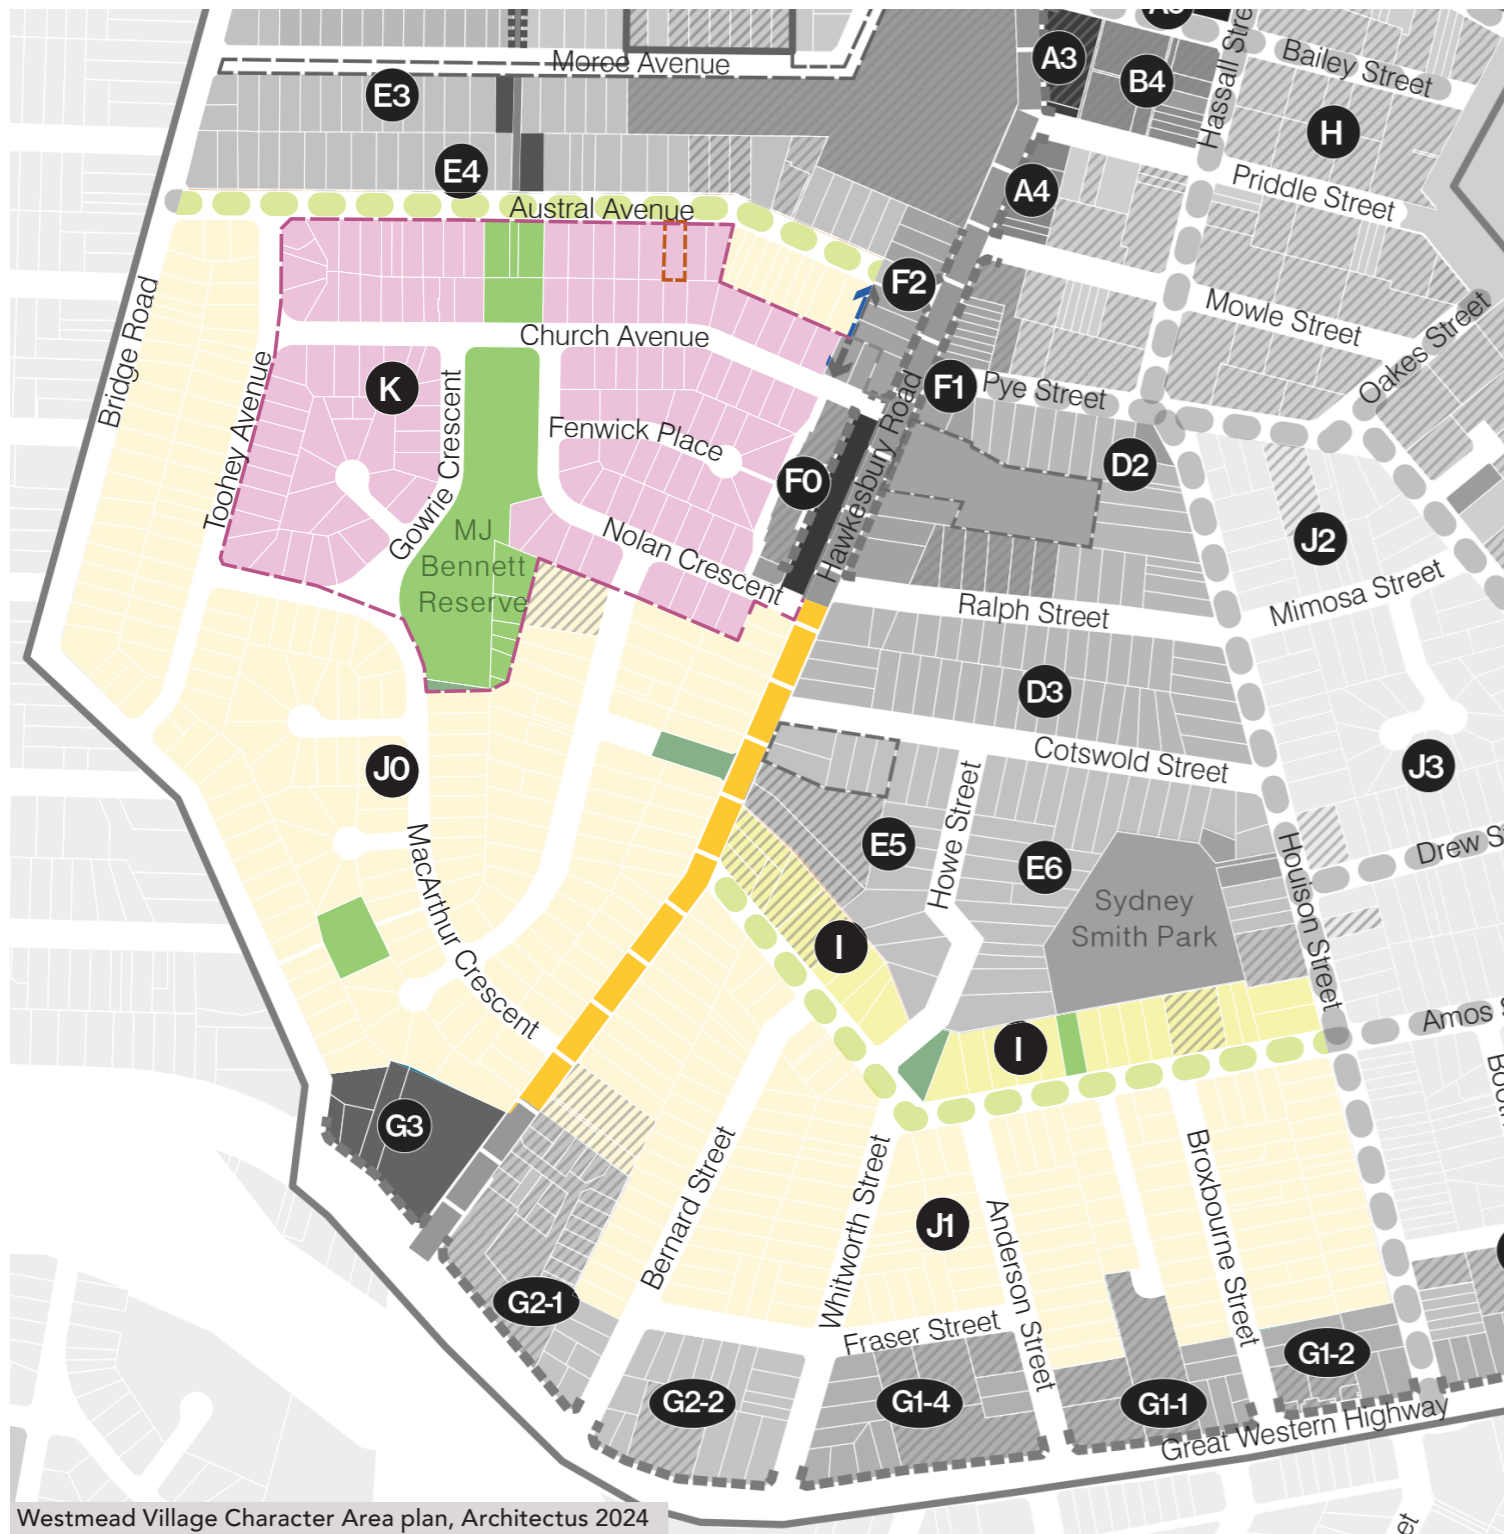 Moree Avenue
E3
E4
A3
B4
Hassall Stre
Bailey Street
H
Priddle Street
A4
Austral Avenue
F2
Mowle Street
Oakes Street
Bridge Road
Church Avenue
Toohey Avenue
K
Gowrie Crescent
Fenwick Place
F0
Hawkesbury Road
F1
Pye Street
D2
J2
MJ
Bennett
Reserve
Nolan Crescent
Ralph Street
Mimosa Street
D3
Cotswold Street
J0
J3
E5
Howe Street
E6
Houison Street
Drew S
MacArthur Crescent
Sydney
Smith Park
I
I
Amos S
G3
Bernard Street
Whitworth Street
J1
Anderson Street
Broxbourne Street
G2-1
Fraser Street
G2-2
G1-4
G1-1
G1-2
Great Western Highway
et
Westmead Village Character Area plan, Architectus 2024